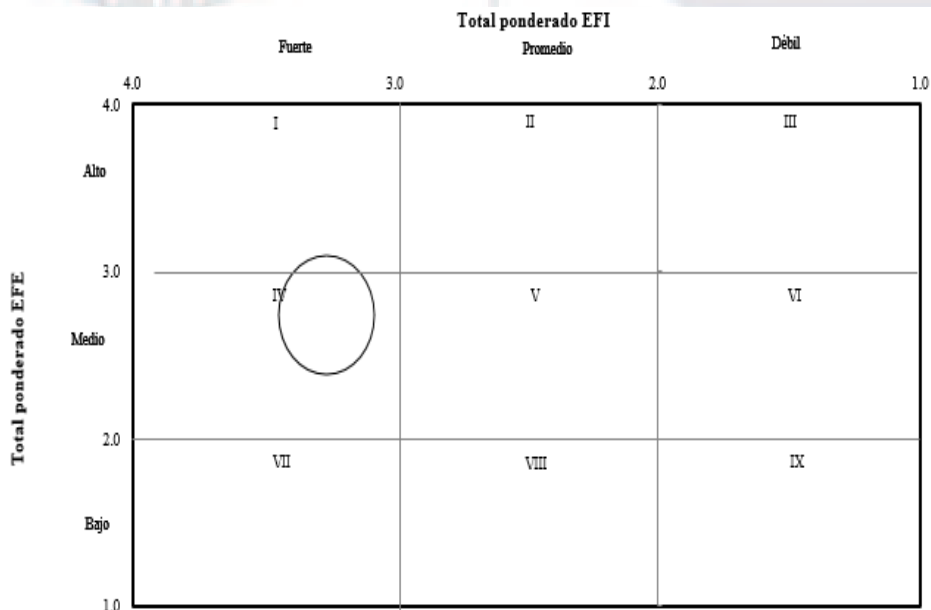 Total ponderado EFI
Fuerte Promedio Débil
4.0 3.0 2.0 1.0
4.0
I II III
Alto
3.0
IV V VI
Medio
2.0
VII VIII IX
Bajo
1.0
Total ponderado EFE